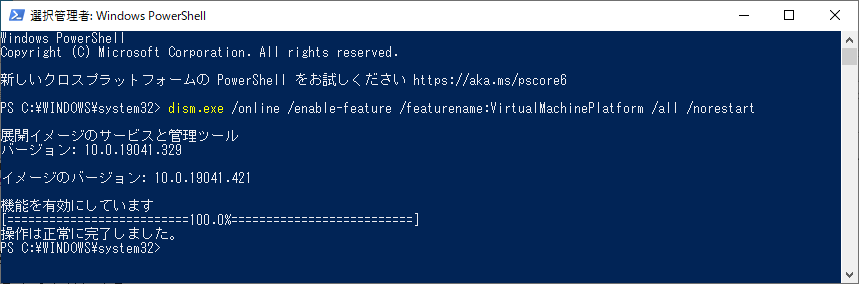 選択管理者: Windows PowerShell
Windows PowerShell
Copyright (C) Microsoft Corporation. All rights reserved.
新しいクロスプラットフォームの PowerShell をお試しください https://aka.ms/pscore6
PS C:¥WINDOWS¥system32> dism.exe /online /enable-feature /featurename:VirtualMachinePlatform /all /norestart
展開イメージのサービスと管理ツール
バージョン: 10.0.19041.329
イメージのバージョン: 10.0.19041.421
機能を有効にしています
[==========================100.0%==========================]
操作は正常に完了しました。
PS C:¥WINDOWS¥system32>